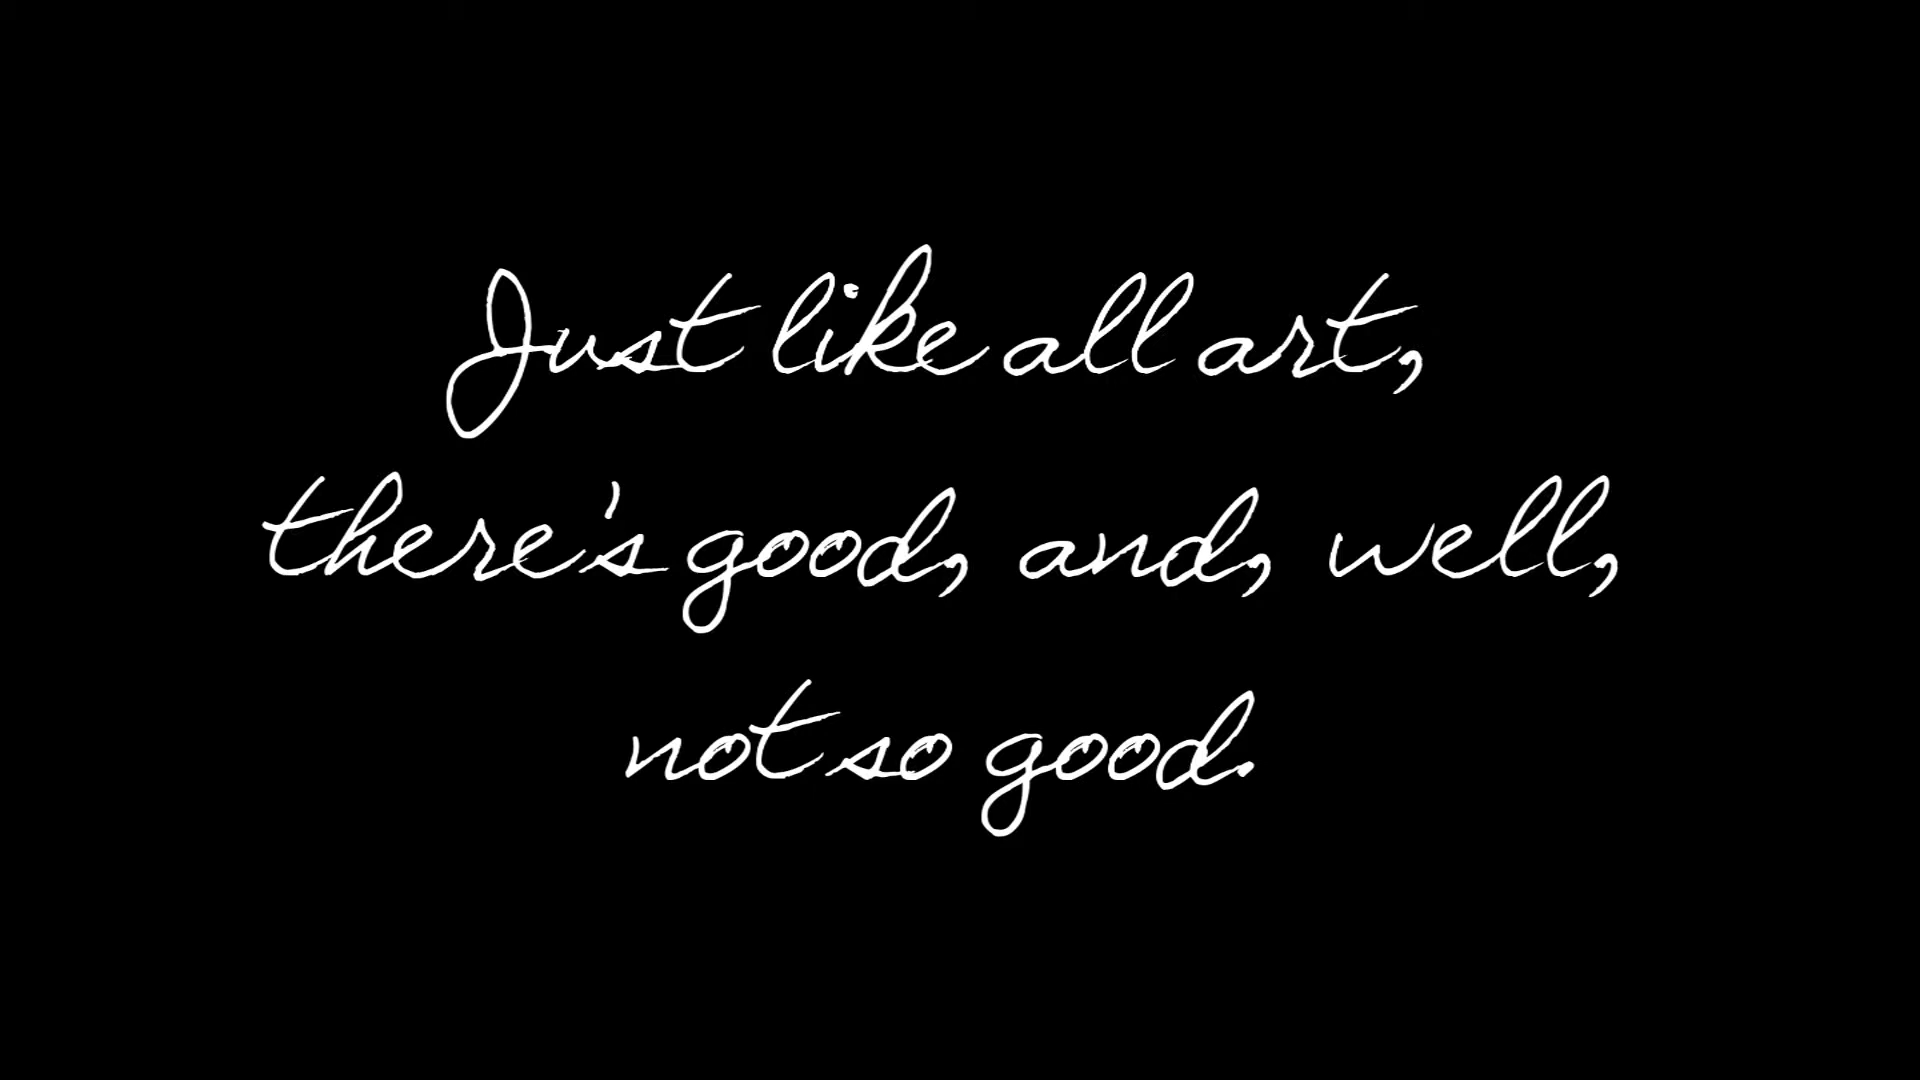 Just like all art,
there's good, and, well,
not so good.